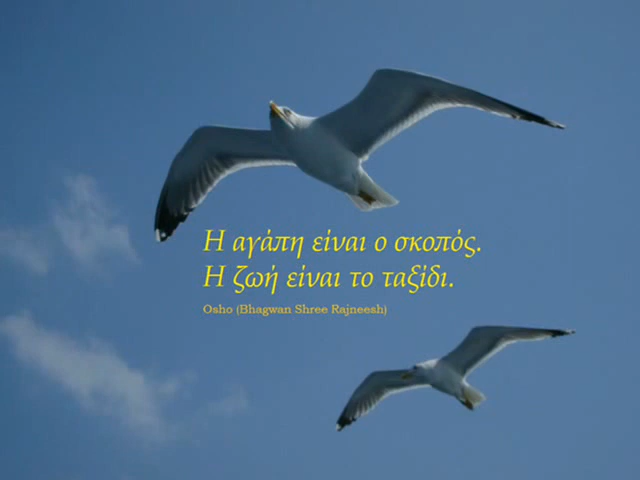 Η αγάπη είναι ο σκοπός.
Η ζωή είναι το ταξίδι.
Osho (Bhagwan Shree Rajneesh)